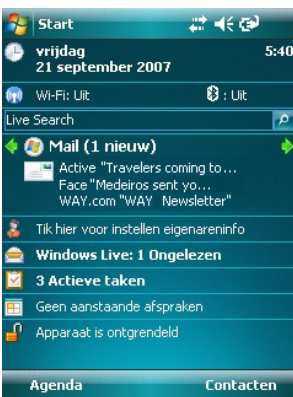 Start
vrijdag 5:40
21 september 2007
Wi-Fi: Uit : Uit
Live Search
Mail (1 nieuw)
Active "Travelers coming to...
Face "Medeiros sent yo...
WAY.com "WAY Newsletter"
Tik hier voor instellen eigenareninfo
Windows Live: 1 Ongelezen
3 Actieve taken
Geen aanstaande afspraken
Apparaat is ontgrendeld
Agenda Contacten